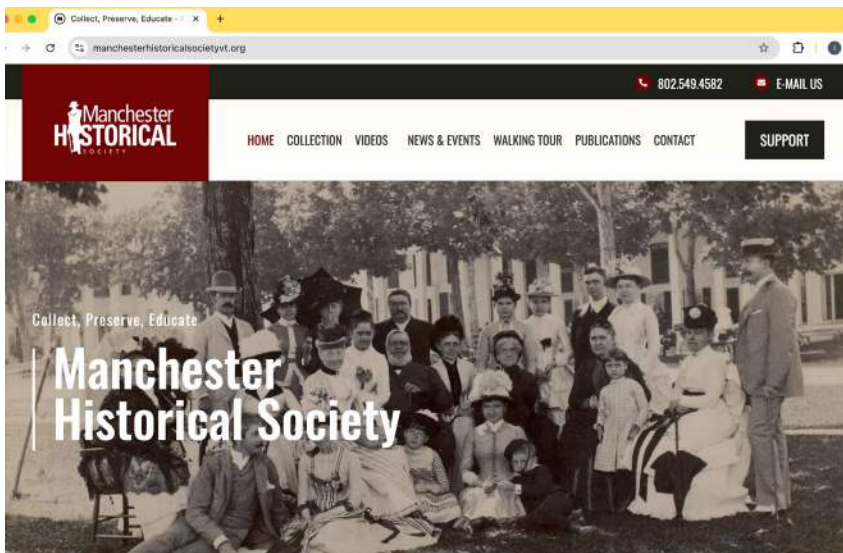 Collect, Preserve, Educate -
manchesterhistoricalsocietyvt.org
802.549.4582 E-MAIL US
Manchester
HISTORICAL
SOCIETY
HOME COLLECTION VIDEOS NEWS & EVENTS WALKING TOUR PUBLICATIONS CONTACT SUPPORT
Collect, Preserve, Educate
Manchester
Historical Society